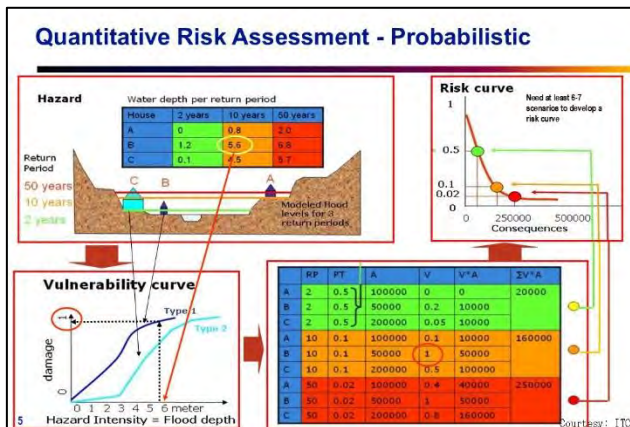 Quantitative Risk Assessment - Probabilistic
Hazard
Water depth per return period
House 2 years 10 years 50 years
A 0 0.8 2.0
B 1.2 5.6 6.8
C 0.1 4.5 5.7
Return
Period
50 years
10 years
2 years
C B A
Modeled flood
levels for 3
return periods
Risk curve
Need at least 6-7
scenarios to develop a
risk curve
1
0.5
0.1
0.02
0
0 250000 500000
Consequences
Vulnerability curve
1
damage
0
Type 1
Type 2
0 1 2 3 4 5 6 meter
Hazard Intensity = Flood depth
5
RP PT A V V*A ΣV*A
A 2 0.5 100000 0 0 20000
B 2 0.5 50000 0.2 10000
C 2 0.5 200000 0.05 10000
A 10 0.1 100000 0.1 10000 160000
B 10 0.1 50000 1 50000
C 10 0.1 200000 0.5 100000
A 50 0.02 100000 0.4 40000 250000
B 50 0.02 50000 1 50000
C 50 0.02 200000 0.8 160000
Courtesy: ITC